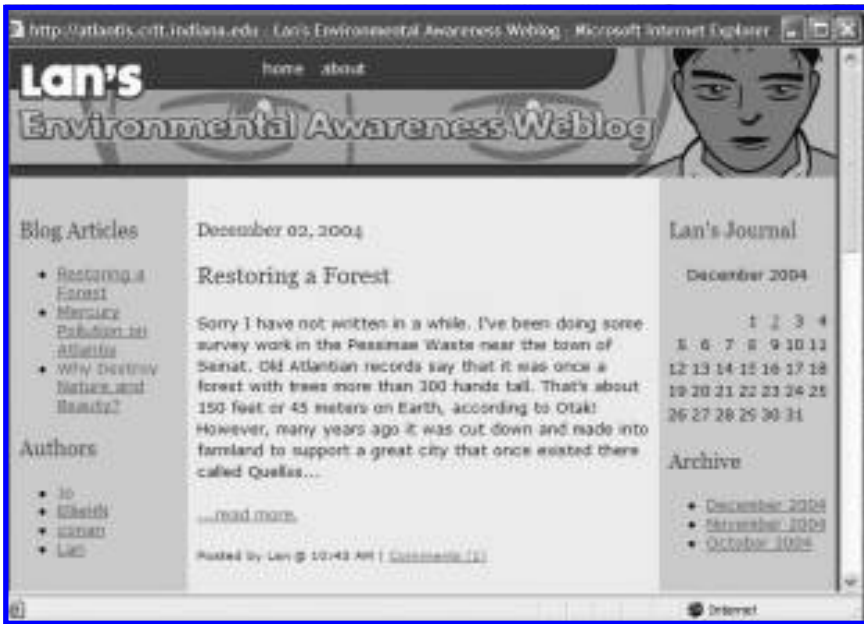 http://atlantis.crlt.indiana.edu - Lan's Environmental Awareness Weblog - Microsoft Internet Explorer
home about
Lan's
Environmental Awareness Weblog
Blog Articles
Restoring a
Forest
Mercury
Pollution on
Atlantis
Why Destroy
Nature and
Beauty?
Authors
Jo
conan
Lan
December 02, 2004
Restoring a Forest
Sorry I have not written in a while. I've been doing some
survey work in the Pessimae Waste near the town of
Semat. Old Atlantian records say that it was once a
forest with trees more than 100 hands tall. That's about
150 feet or 45 meters on Earth, according to Otak!
However, many years ago it was cut down and made into
farmland to support a great city that once existed there
called Quellus...
...read more.
Posted by Lan @ 10:43 AM | Comments (1)
Lan's Journal
December 2004
1 2 3 4
5 6 7 8 9 10 11
12 13 14 15 16 17 18
19 20 21 22 23 24 25
26 27 28 29 30 31
Archive
December 2004
November 2004
October 2004
Internet